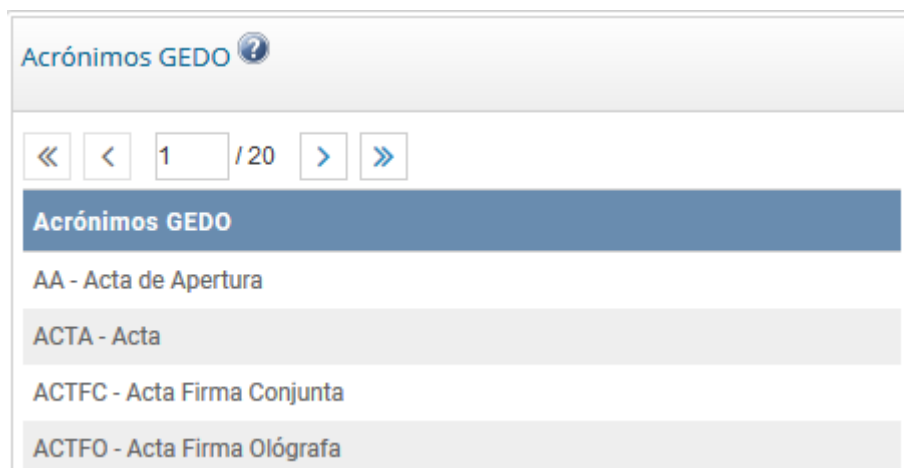 Acrónimos GEDO ?
« < 1 / 20 > »
Acrónimos GEDO
AA - Acta de Apertura
ACTA - Acta
ACTFC - Acta Firma Conjunta
ACTFO - Acta Firma Ológrafa